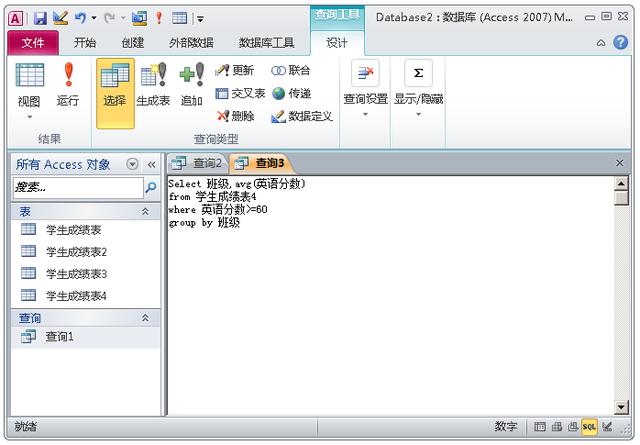 查询工具
Database2：数据库 (Access 2007) M...
文件 开始 创建 外部数据 数据库工具 设计
视图 运行 选择 生成表 追加 更新 交叉表 删除 联合 传递 数据定义 查询设置 显示/隐藏
结果 查询类型
所有 Access 对象
搜索...
表
学生成绩表
学生成绩表2
学生成绩表3
学生成绩表4
查询
查询1
查询2 查询3
Select 班级,avg(英语分数)
from 学生成绩表4
where 英语分数>=60
group by 班级
就绪 数字 SQL